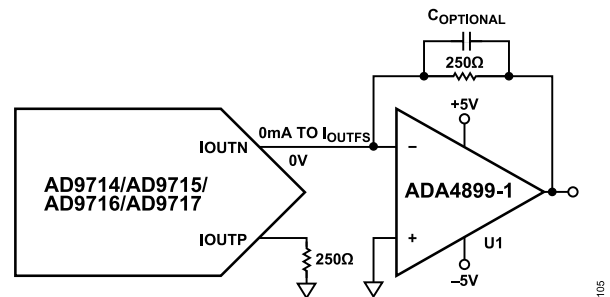 COPTIONAL
250Ω
+5V
IOUTN
0mA TO IOUTFS
0V
–
AD9714/AD9715/
AD9716/AD9717
ADA4899-1
IOUTP
+
U1
250Ω
–5V
105